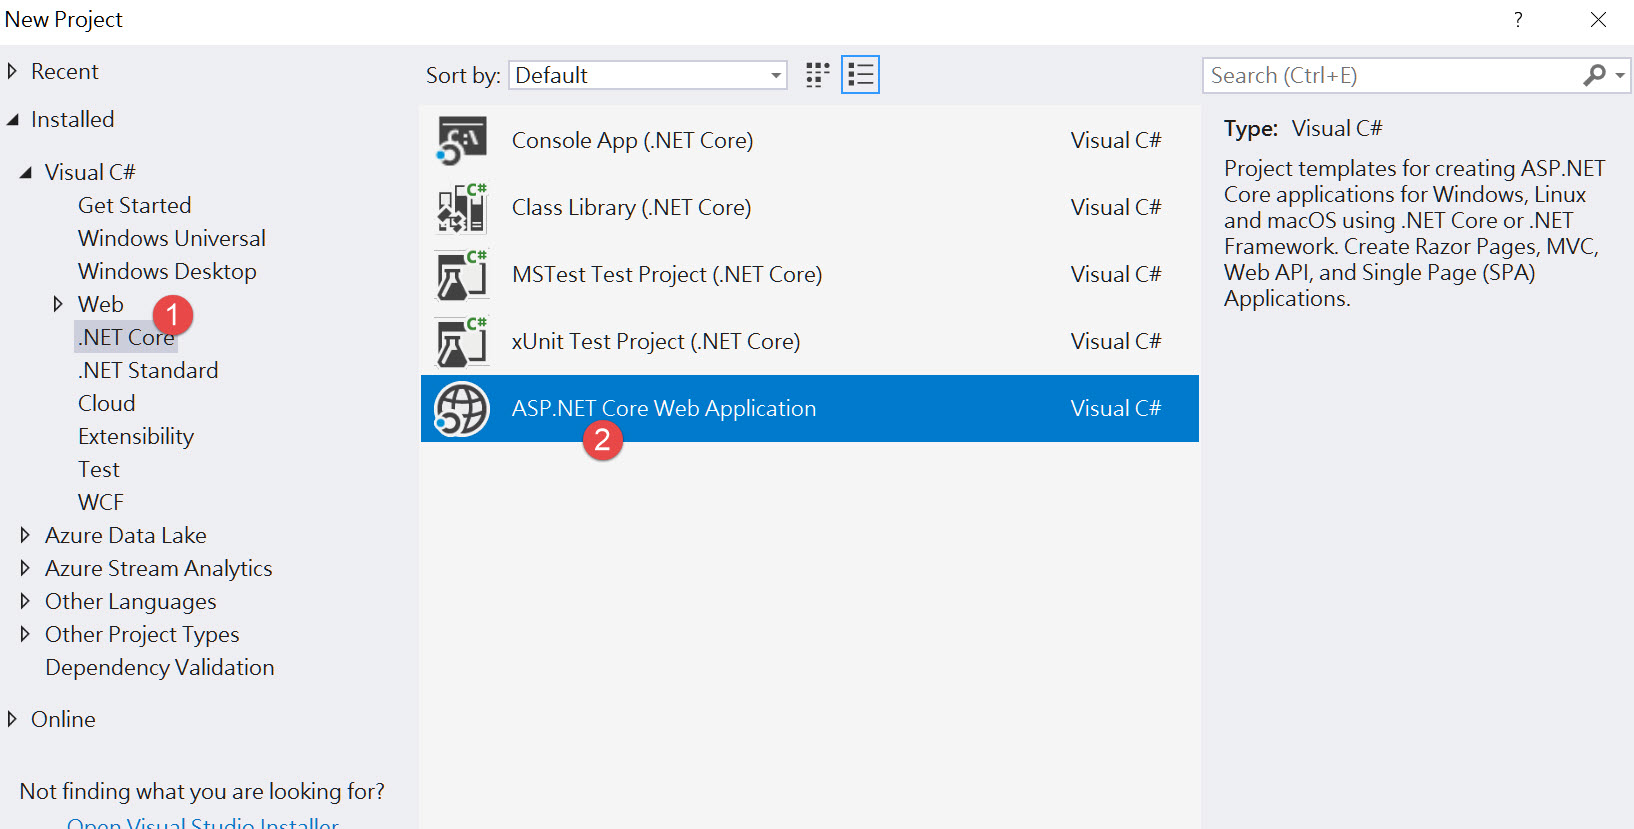 New Project
?
Recent
Installed
Visual C#
Get Started
Windows Universal
Windows Desktop
Web
1
.NET Core
.NET Standard
Cloud
Extensibility
Test
WCF
Azure Data Lake
Azure Stream Analytics
Other Languages
Other Project Types
Dependency Validation
Online
Not finding what you are looking for?
Open Visual Studio Installer
Sort by: Default
C:\
Console App (.NET Core) Visual C#
C#
Class Library (.NET Core) Visual C#
C#
MSTest Test Project (.NET Core) Visual C#
C#
xUnit Test Project (.NET Core) Visual C#
ASP.NET Core Web Application Visual C#
2
Search (Ctrl+E)
Type: Visual C#
Project templates for creating ASP.NET
Core applications for Windows, Linux
and macOS using .NET Core or .NET
Framework. Create Razor Pages, MVC,
Web API, and Single Page (SPA)
Applications.